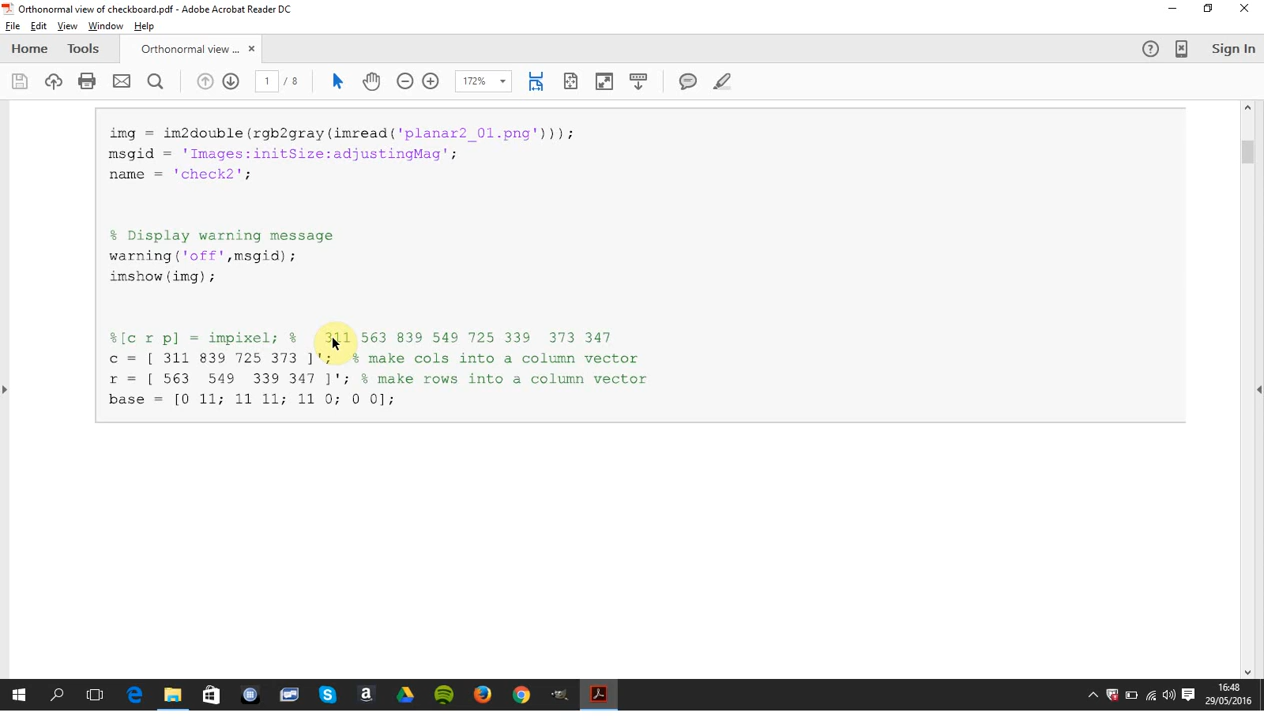 Orthonormal view of checkboard.pdf - Adobe Acrobat Reader DC
File Edit View Window Help
Home Tools Orthonormal view ... × Sign In
1 / 8 172%
img = im2double(rgb2gray(imread('planar2_01.png')));
msgid = 'Images:initSize:adjustingMag';
name = 'check2';
% Display warning message
warning('off',msgid);
imshow(img);
%[c r p] = impixel; % 311 563 839 549 725 339 373 347
c = [ 311 839 725 373 ]'; % make cols into a column vector
r = [ 563 549 339 347 ]'; % make rows into a column vector
base = [0 11; 11 11; 11 0; 0 0];
16:48
29/05/2016